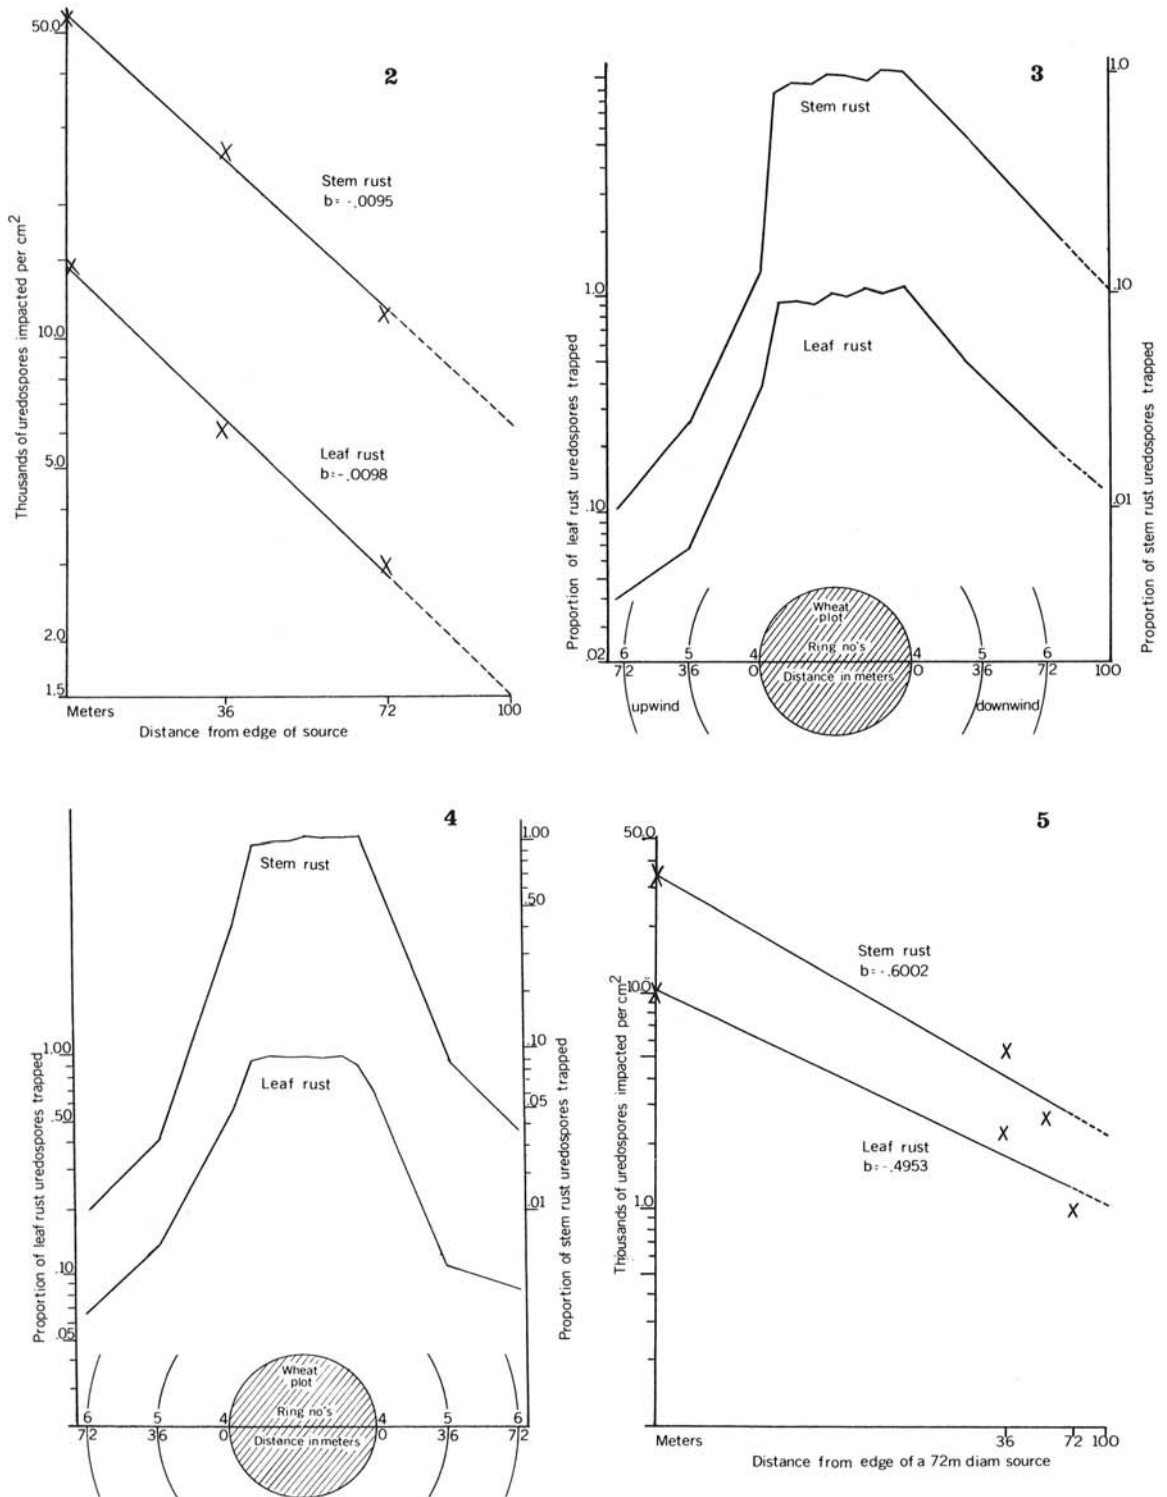 2
50.0
10.0
5.0
2.0
1.5
Thousands of uredospores impacted per cm2
Stem rust
b= -.0095
Leaf rust
b=-.0098
Meters 36 72 100
Distance from edge of source
3
1.0
.10
.02
Proportion of leaf rust uredospores trapped
Stem rust
Leaf rust
1.0
.10
.01
Proportion of stem rust uredospores trapped
Wheat
plot
6 5 4 Ring no's 4 5 6
72 36 0 Distance in meters 0 36 72 100
upwind downwind
4
1.00
.50
.10
.05
Proportion of leaf rust uredospores trapped
Stem rust
Leaf rust
1.00
.50
.10
.05
.01
Proportion of stem rust uredospores trapped
Wheat
plot
6 5 4 Ring no's 4 5 6
72 36 0 Distance in meters 0 36 72
5
50.0
10.0
1.0
Thousands of uredospores impacted per cm2
Stem rust
b= -.6002
Leaf rust
b=-.4953
Meters 36 72 100
Distance from edge of a 72m diam source